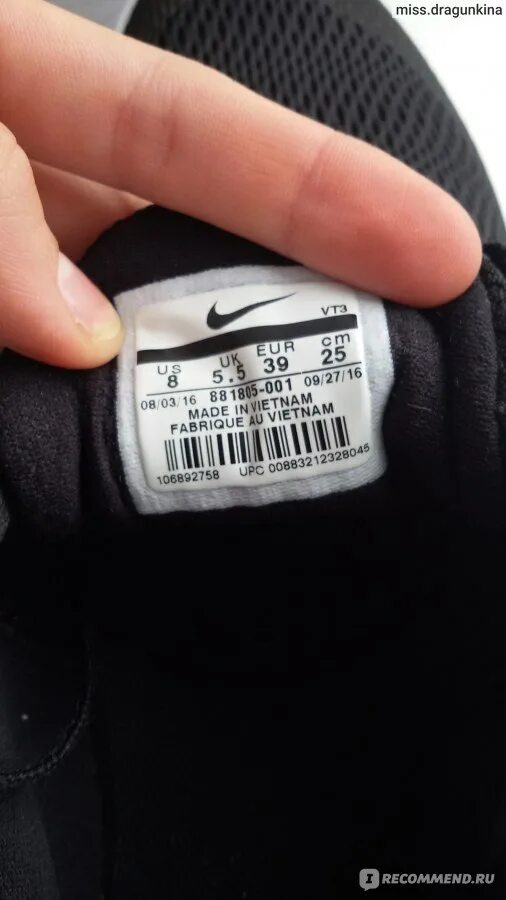 miss.dragunkina
VT3
US UK EUR cm
8 5.5 39 25
08/03/16 881805-001 09/27/16
MADE IN VIETNAM
FABRIQUE AU VIETNAM
106892758 UPC 00883212328045
IRECOMMEND.RU